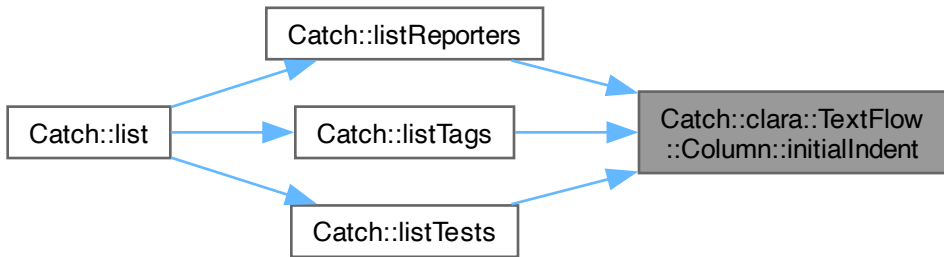 Catch::listReporters
Catch::list
Catch::listTags
Catch::clara::TextFlow
::Column::initialIndent
Catch::listTests